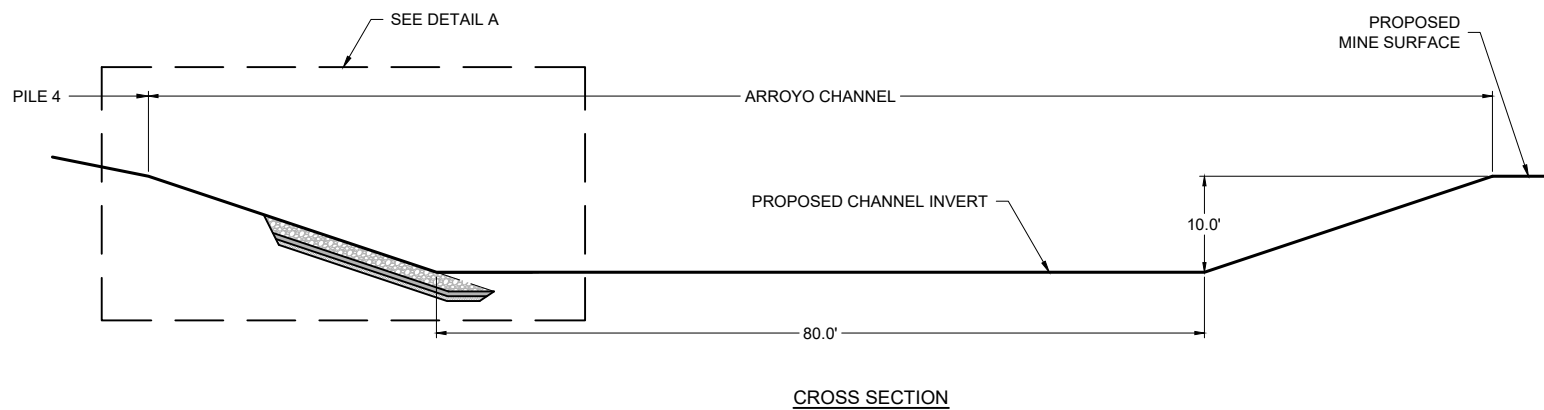 SEE DETAIL A
PROPOSED
MINE SURFACE
PILE 4
ARROYO CHANNEL
PROPOSED CHANNEL INVERT
10.0'
80.0'
CROSS SECTION